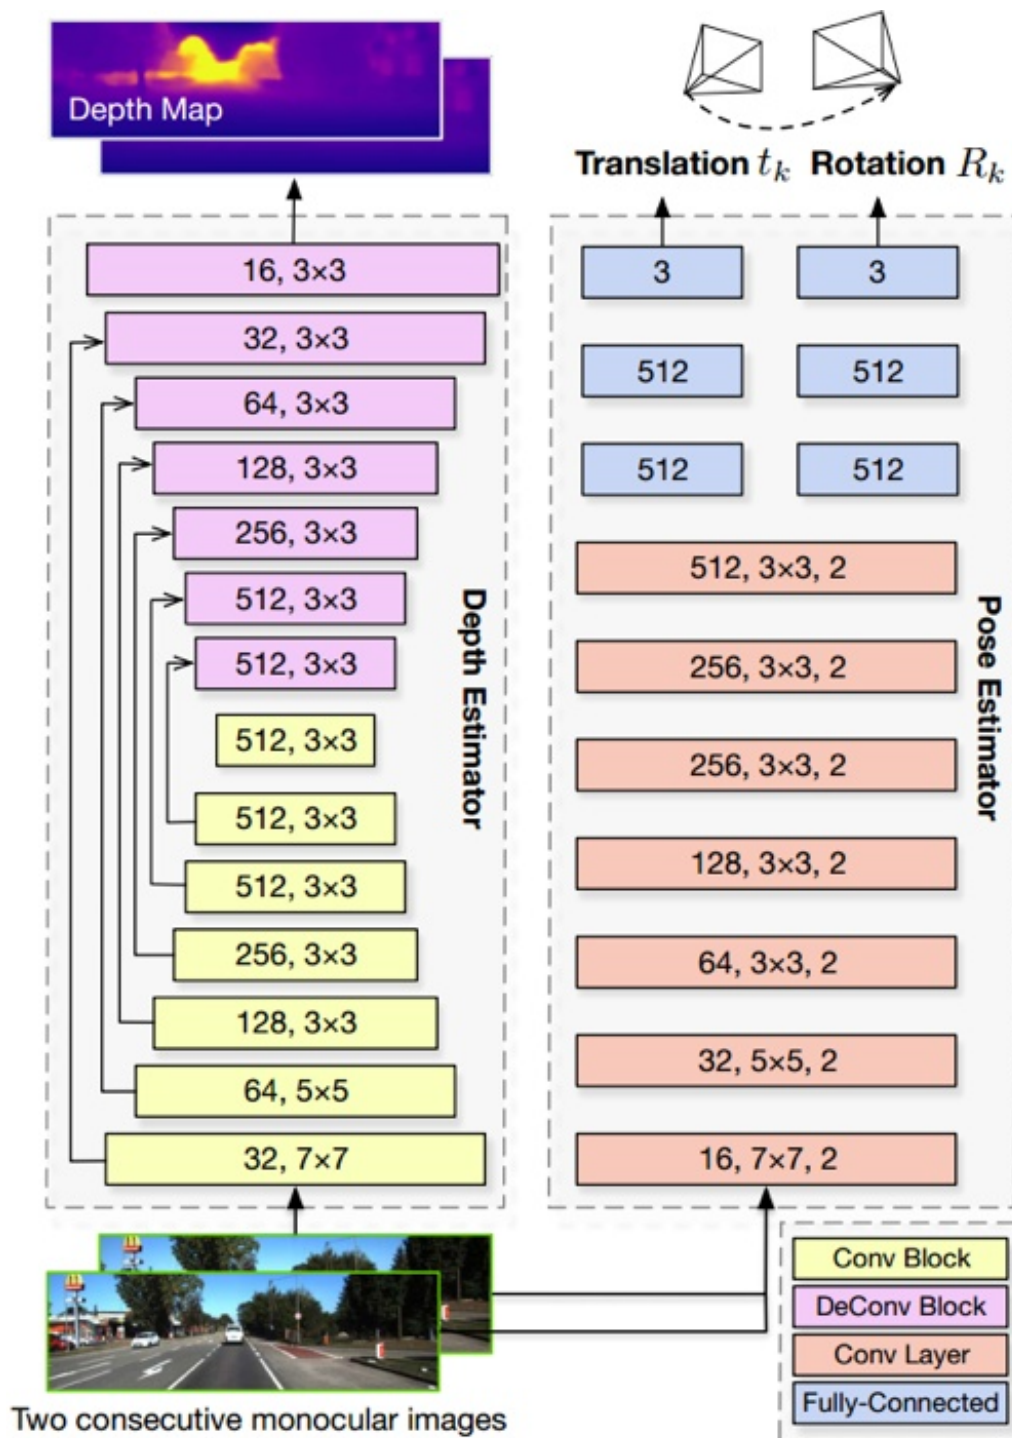 Depth Map
Translation t_k Rotation R_k
16, 3×3
32, 3×3
64, 3×3
128, 3×3
256, 3×3
512, 3×3
512, 3×3
512, 3×3
512, 3×3
512, 3×3
256, 3×3
128, 3×3
64, 5×5
32, 7×7
Depth Estimator
3
3
512
512
512
512
512, 3×3, 2
256, 3×3, 2
256, 3×3, 2
128, 3×3, 2
64, 3×3, 2
32, 5×5, 2
16, 7×7, 2
Pose Estimator
Two consecutive monocular images
Conv Block
DeConv Block
Conv Layer
Fully-Connected